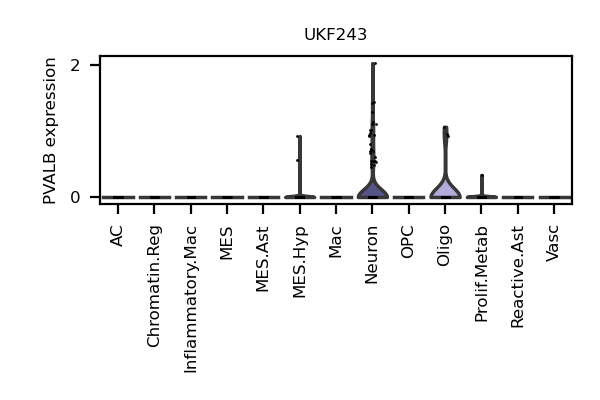 UKF243
PVALB expression
2
0
AC
Chromatin.Reg
Inflammatory.Mac
MES
MES.Ast
MES.Hyp
Mac
Neuron
OPC
Oligo
Prolif.Metab
Reactive.Ast
Vasc